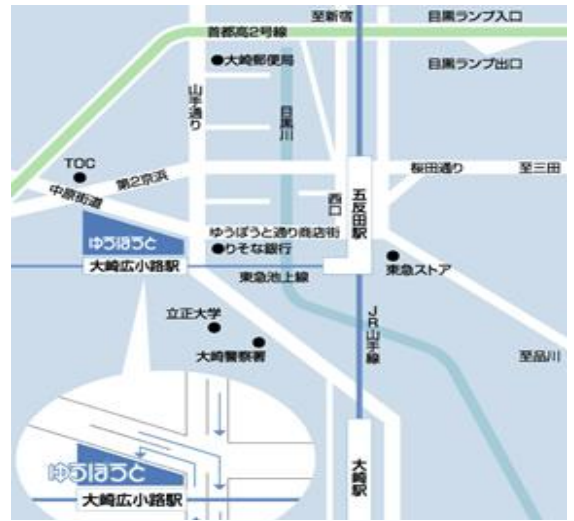 至新宿
目黒ランプ入口
首都高2号線
●大崎郵便局
目黒ランプ出口
山手通り
目黒川
TOC
第2京浜
中原街道
桜田通り
至三田
西口
五反田駅
ゆうぽうと通り商店街
ゆうぽうと
●りそな銀行
大崎広小路駅
東急池上線
東急ストア
立正大学
JR山手線
大崎警察署
至品川
ゆうぽうと
大崎駅
大崎広小路駅